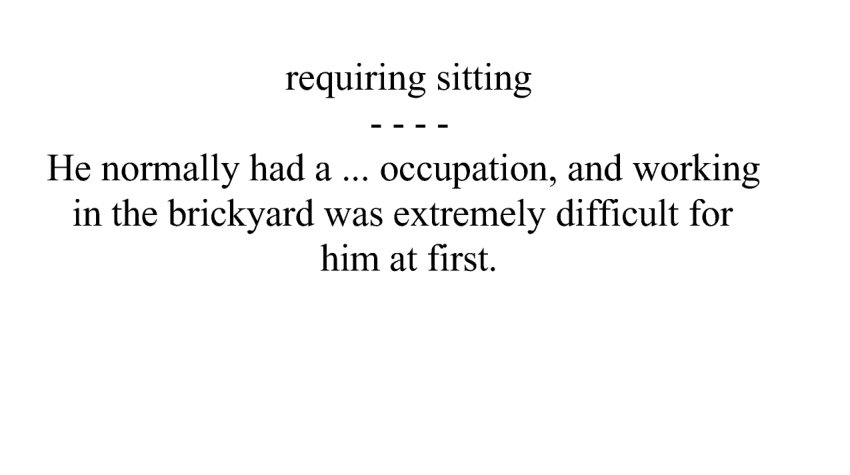 requiring sitting
- - - -
He normally had a ... occupation, and working
in the brickyard was extremely difficult for
him at first.